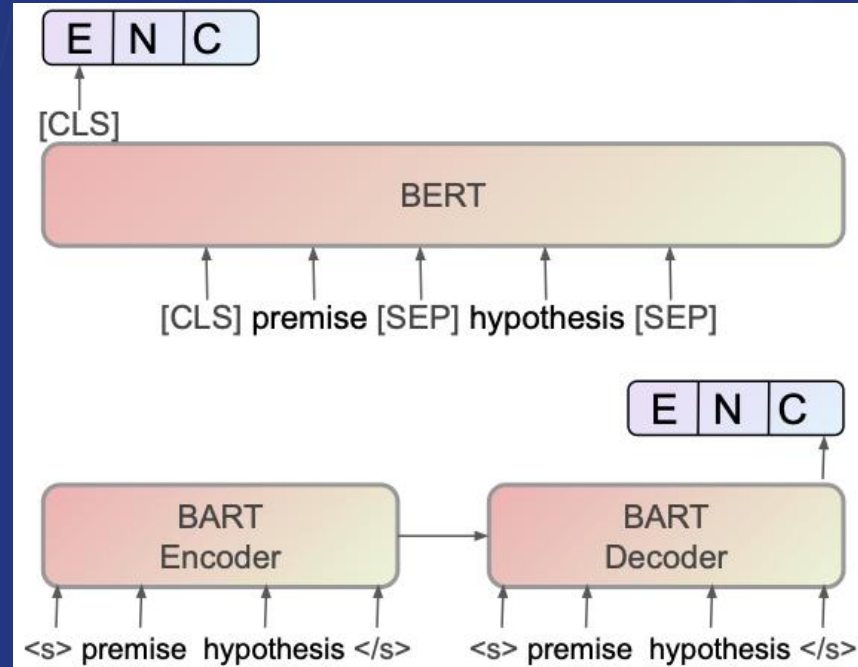 E N C
[CLS]
BERT
[CLS] premise [SEP] hypothesis [SEP]
E N C
BART
Encoder
BART
Decoder
<s> premise hypothesis </s>
<s> premise hypothesis </s>